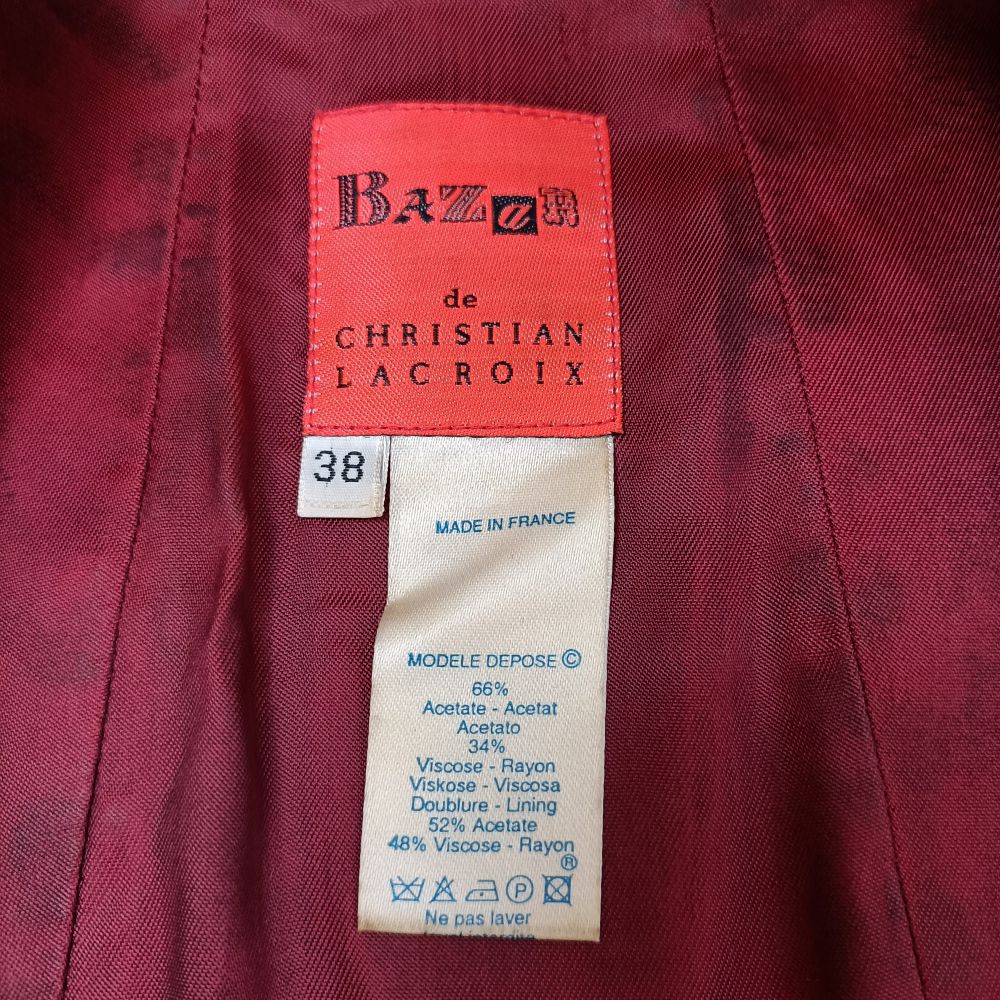 BAZaR
de
CHRISTIAN
LACROIX
38
MADE IN FRANCE
MODELE DEPOSE ©
66%
Acetate - Acetat
Acetato
34%
Viscose - Rayon
Viskose - Viscosa
Doublure - Lining
52% Acetate
48% Viscose - Rayon
®
P
Ne pas laver